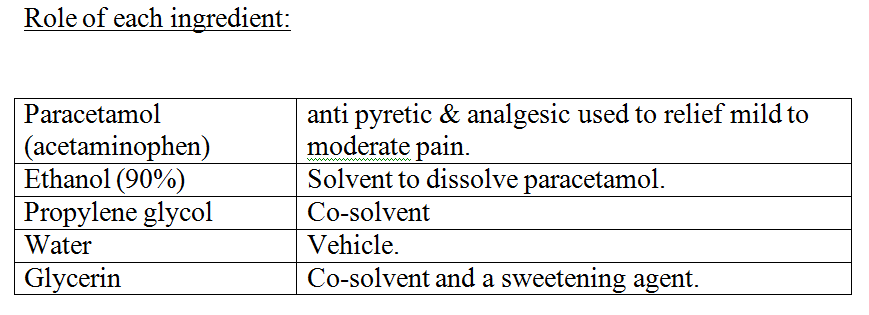 Role of each ingredient:
Paracetamol
(acetaminophen)
anti pyretic & analgesic used to relief mild to
moderate pain.
Ethanol (90%)
Solvent to dissolve paracetamol.
Propylene glycol
Co-solvent
Water
Vehicle.
Glycerin
Co-solvent and a sweetening agent.